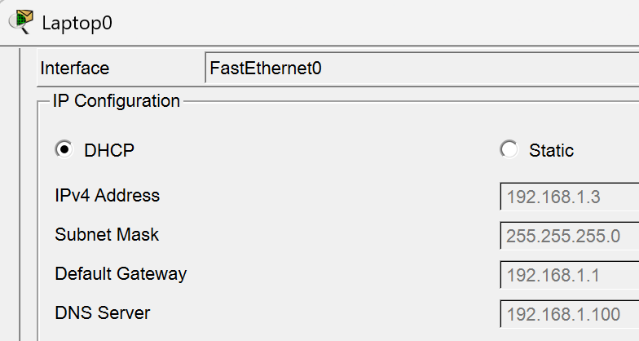 Laptop0
Interface FastEthernet0
IP Configuration
DHCP Static
IPv4 Address 192.168.1.3
Subnet Mask 255.255.255.0
Default Gateway 192.168.1.1
DNS Server 192.168.1.100